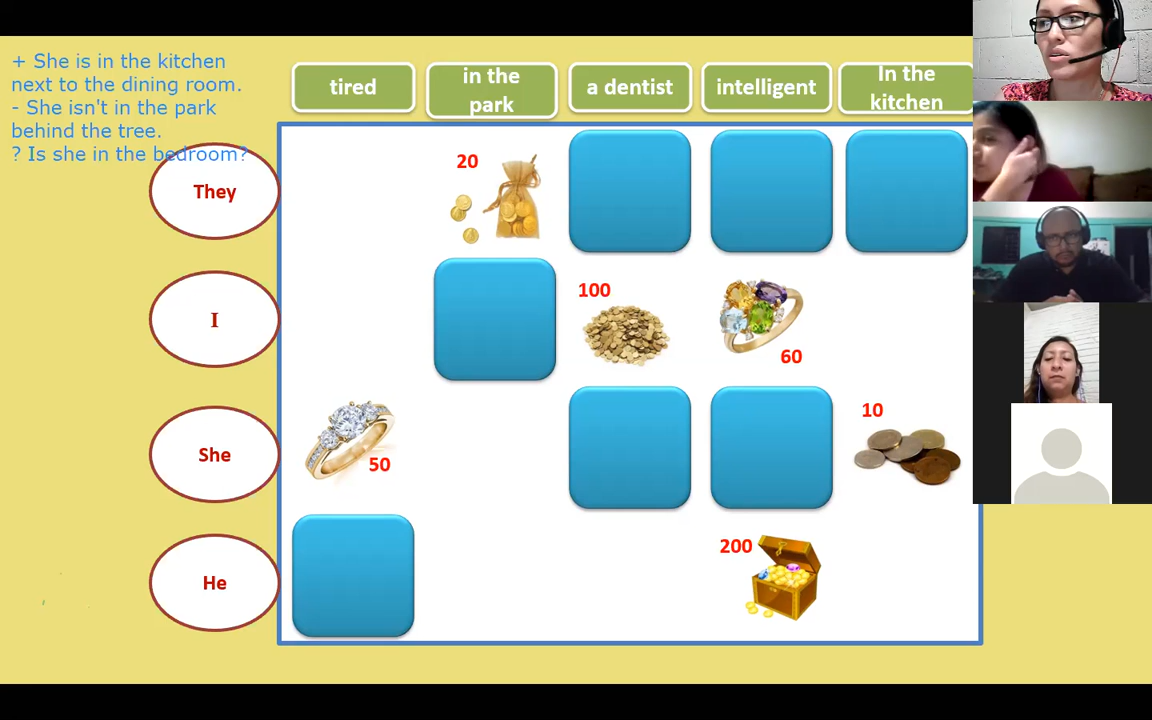 + She is in the kitchen
next to the dining room.
- She isn't in the park
behind the tree.
? Is she in the bedroom?
tired
in the
park
a dentist
intelligent
In the
kitchen
They
20
I
100
60
She
50
10
He
200